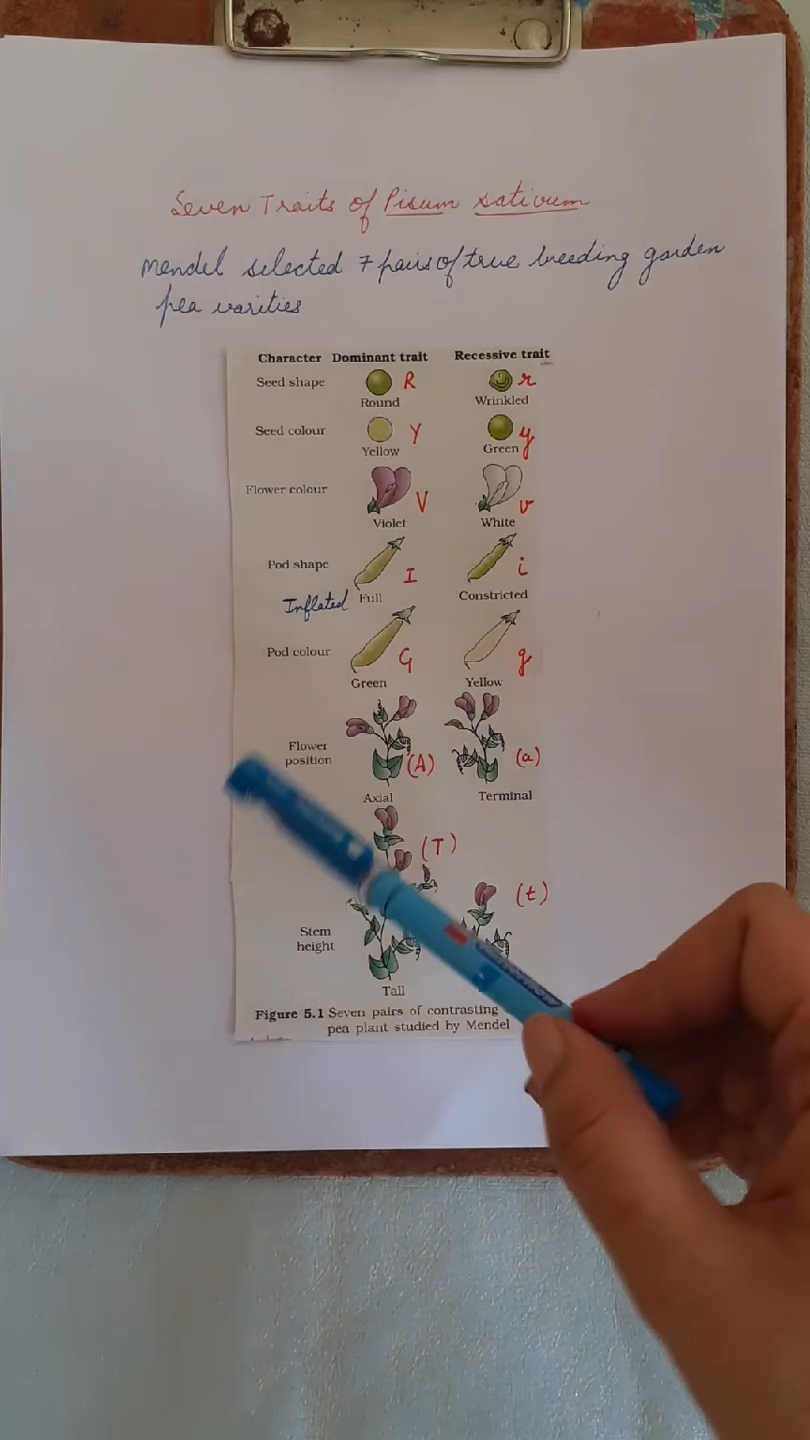 Seven Traits of Pisum sativum
Mendel selected 7 pairs of true breeding garden
pea varities
Character Dominant trait Recessive trait
Seed shape R r
Round Wrinkled
Seed colour Y y
Yellow Green
Flower colour V v
Violet White
Pod shape I i
Inflated Full Constricted
Pod colour G g
Green Yellow
Flower position (A) (a)
Axial Terminal
(T)
(t)
Stem height
Tall
Figure 5.1 Seven pairs of contrasting
pea plant studied by Mendel